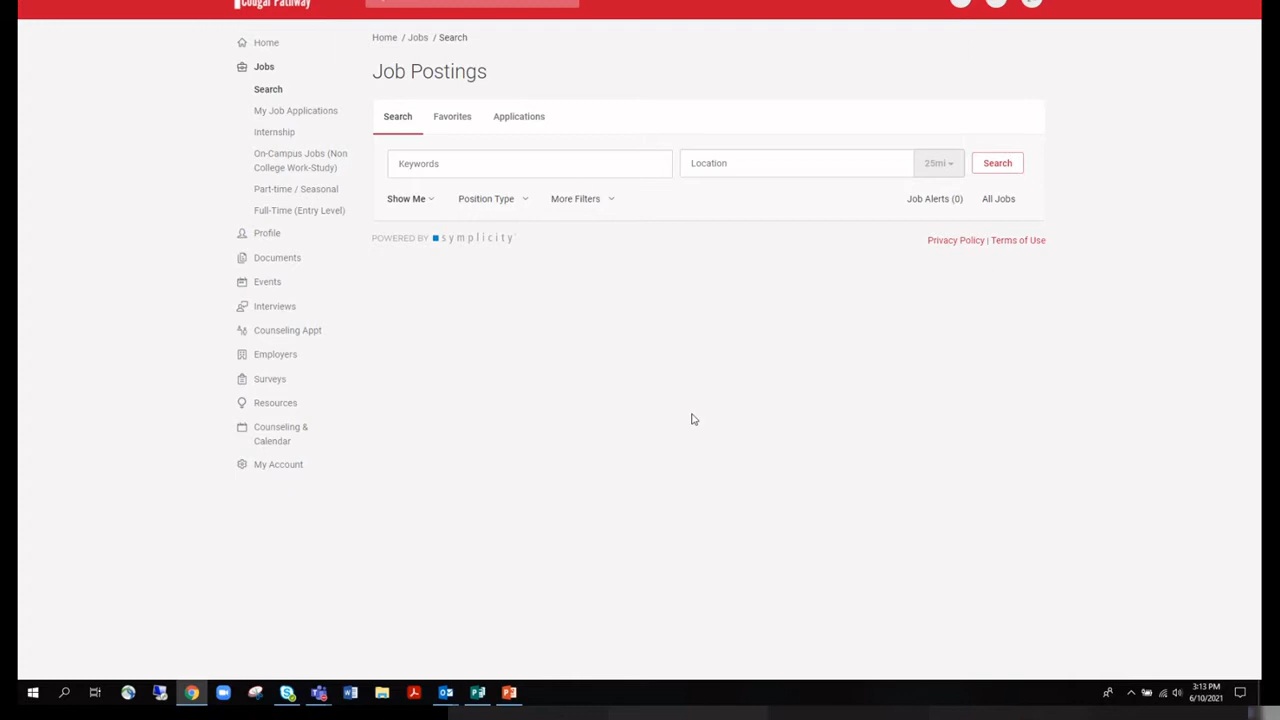 Cougar Pathway
Home
Jobs
Search
My Job Applications
Internship
On-Campus Jobs (Non
College Work-Study)
Part-time / Seasonal
Full-Time (Entry Level)
Profile
Documents
Events
Interviews
Counseling Appt
Employers
Surveys
Resources
Counseling &
Calendar
My Account
Home / Jobs / Search
Job Postings
Search Favorites Applications
Keywords Location 25mi Search
Show Me Position Type More Filters Job Alerts (0) All Jobs
POWERED BY symplicity Privacy Policy | Terms of Use
3:13 PM
6/10/2021